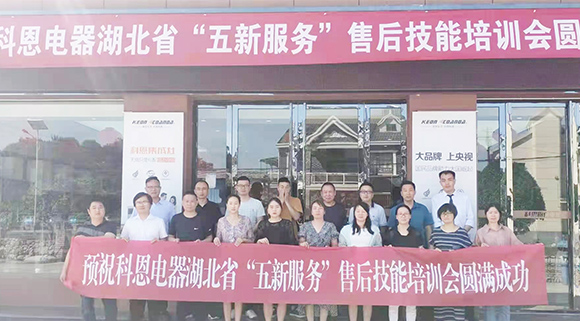 科恩电器湖北省“五新服务”售后技能培训会圆
大品牌 上央视
预祝科恩电器湖北省“五新服务”售后技能培训会圆满成功